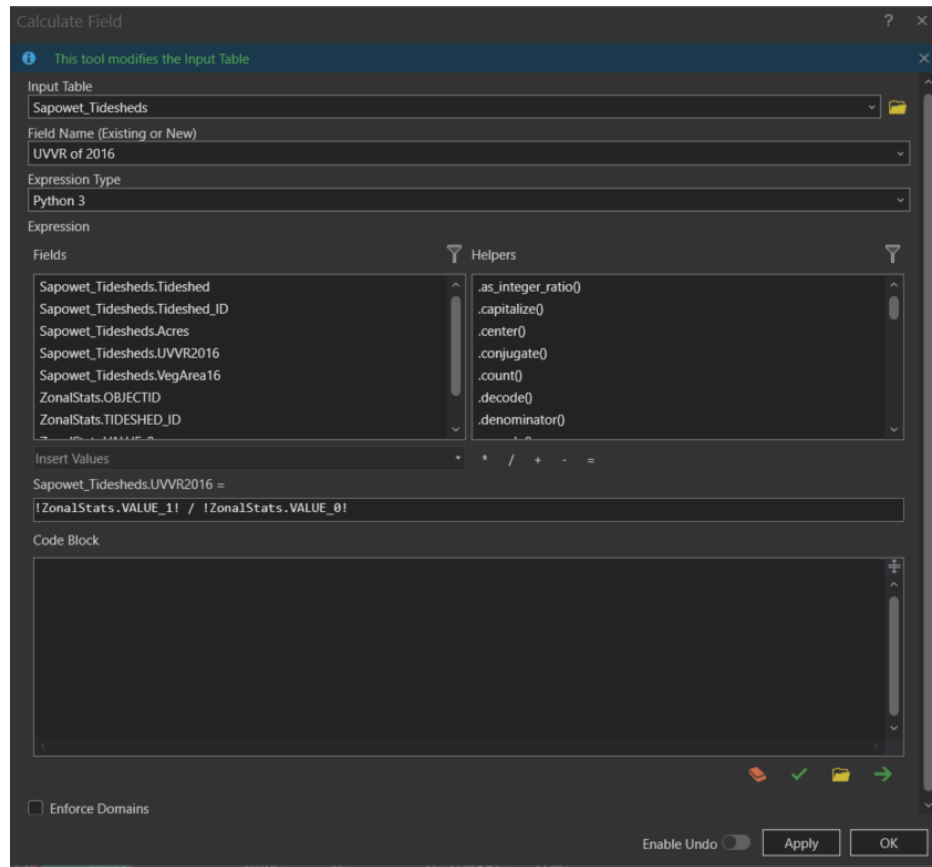 Calculate Field
?
This tool modifies the Input Table
Input Table
Sapowet_Tidesheds
Field Name (Existing or New)
UVVR of 2016
Expression Type
Python 3
Expression
Fields
Helpers
Sapowet_Tidesheds.Tideshed
Sapowet_Tidesheds.Tideshed_ID
Sapowet_Tidesheds.Acres
Sapowet_Tidesheds.UVVR2016
Sapowet_Tidesheds.VegArea16
ZonalStats.OBJECTID
ZonalStats.TIDESHED_ID
.as_integer_ratio()
.capitalize()
.center()
.conjugate()
.count()
.decode()
.denominator()
Insert Values
* / + - =
Sapowet_Tidesheds.UVVR2016 =
!ZonalStats.VALUE_1! / !ZonalStats.VALUE_0!
Code Block
Enforce Domains
Enable Undo
Apply
OK